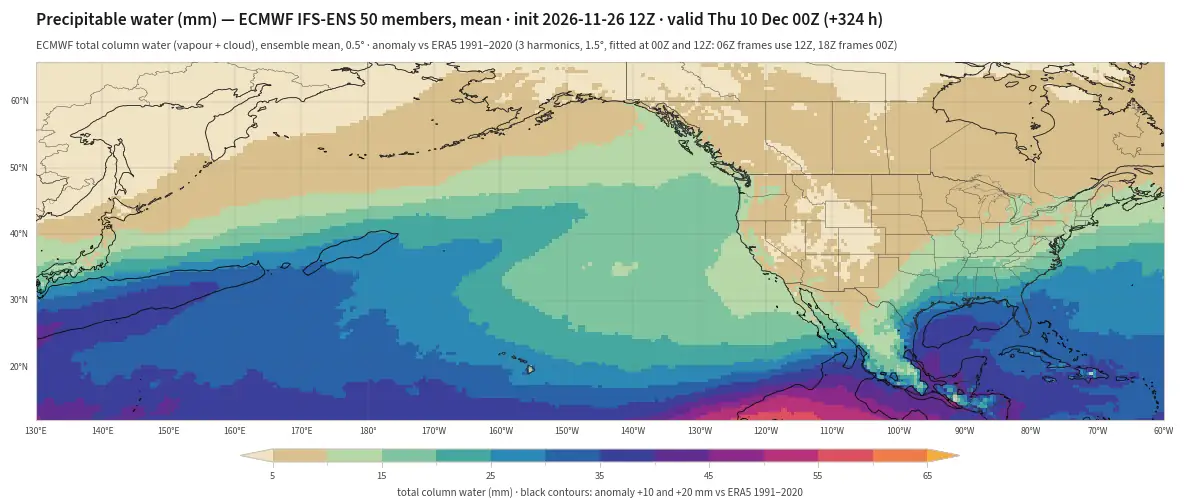 Precipitable water (mm) — ECMWF IFS-ENS 50 members, mean · init 2026-11-26 12Z · valid Thu 10 Dec 00Z (+324 h)
ECMWF total column water (vapour + cloud), ensemble mean, 0.5° · anomaly vs ERA5 1991–2020 (3 harmonics, 1.5°, fitted at 00Z and 12Z: 06Z frames use 12Z, 18Z frames 00Z)
60°N
50°N
40°N
30°N
20°N
130°E 140°E 150°E 160°E 170°E 180° 170°W 160°W 150°W 140°W 130°W 120°W 110°W 100°W 90°W 80°W 70°W 60°W
5 15 25 35 45 55 65
total column water (mm) · black contours: anomaly +10 and +20 mm vs ERA5 1991–2020